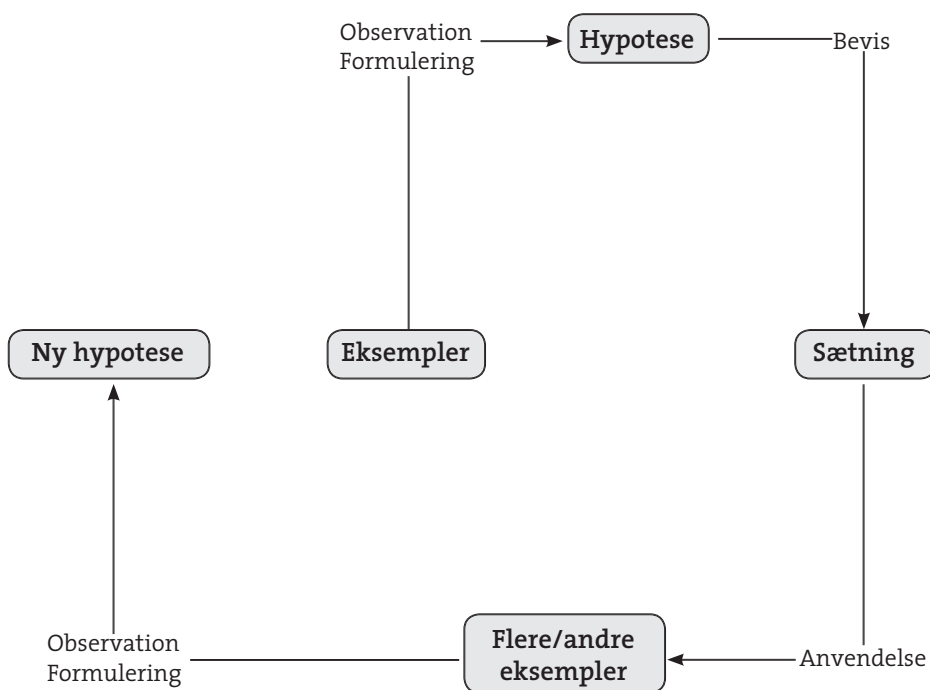 Observation
Formulering
Hypotese
Bevis
Ny hypotese
Eksempler
Sætning
Observation
Formulering
Flere/andre
eksempler
Anvendelse